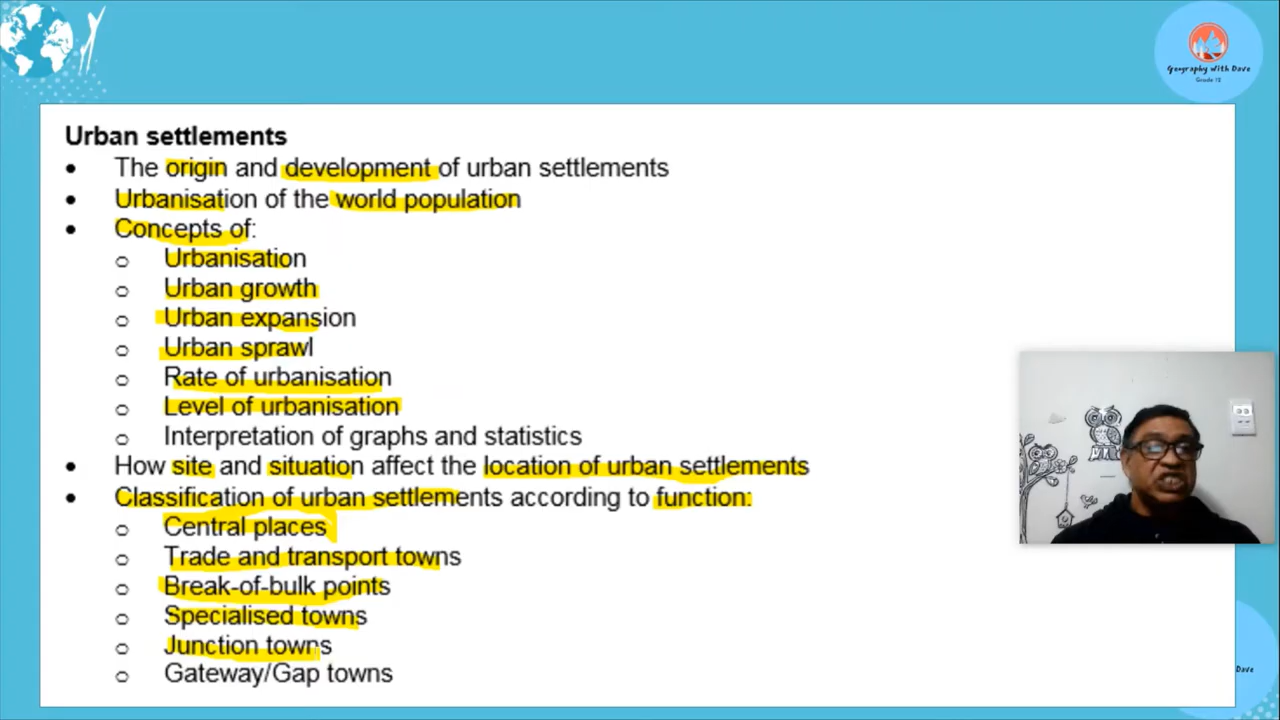 Geography with Dave
Grade 12
Urban settlements
• The origin and development of urban settlements
• Urbanisation of the world population
• Concepts of:
o Urbanisation
o Urban growth
o Urban expansion
o Urban sprawl
o Rate of urbanisation
o Level of urbanisation
o Interpretation of graphs and statistics
• How site and situation affect the location of urban settlements
• Classification of urban settlements according to function:
o Central places
o Trade and transport towns
o Break-of-bulk points
o Specialised towns
o Junction towns
o Gateway/Gap towns
Dave